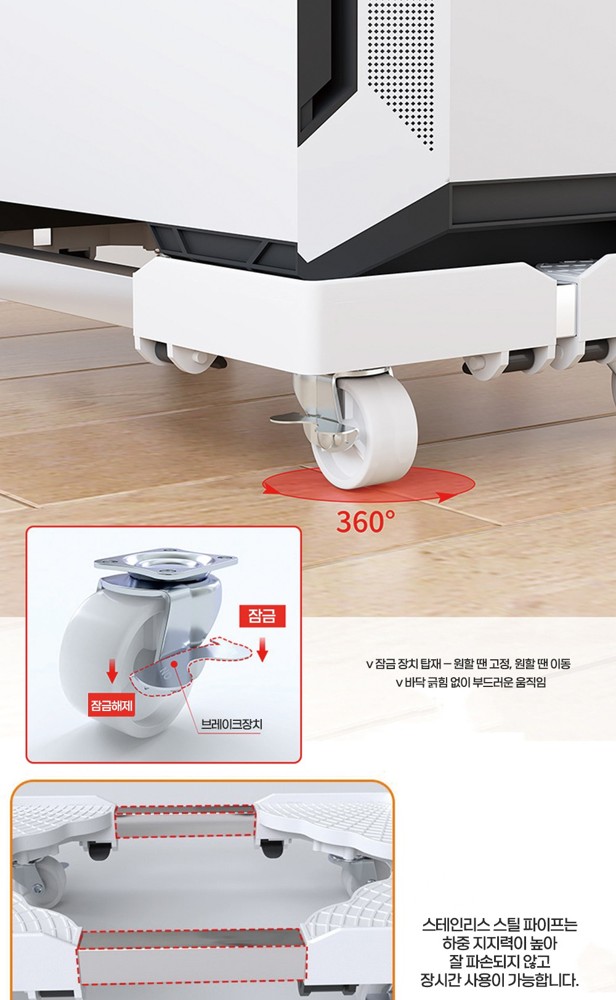 360°
잠금
잠금해제
브레이크장치
v 잠금 장치 탑재 – 원할 땐 고정, 원할 땐 이동
v 바닥 긁힘 없이 부드러운 움직임
스테인리스 스틸 파이프는
하중 지지력이 높아
잘 파손되지 않고
장시간 사용이 가능합니다.